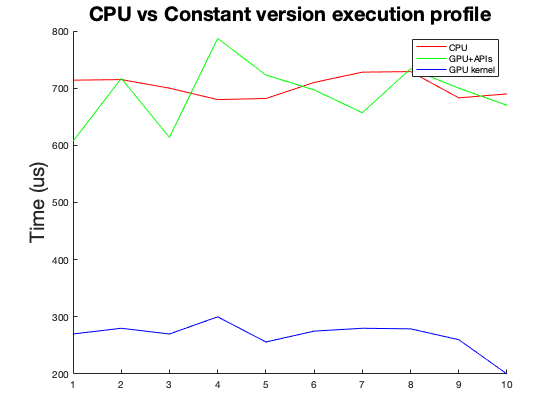 CPU vs Constant version execution profile
CPU
GPU+APIs
GPU kernel
Time (us)
800
700
600
500
400
300
200
1 2 3 4 5 6 7 8 9 10